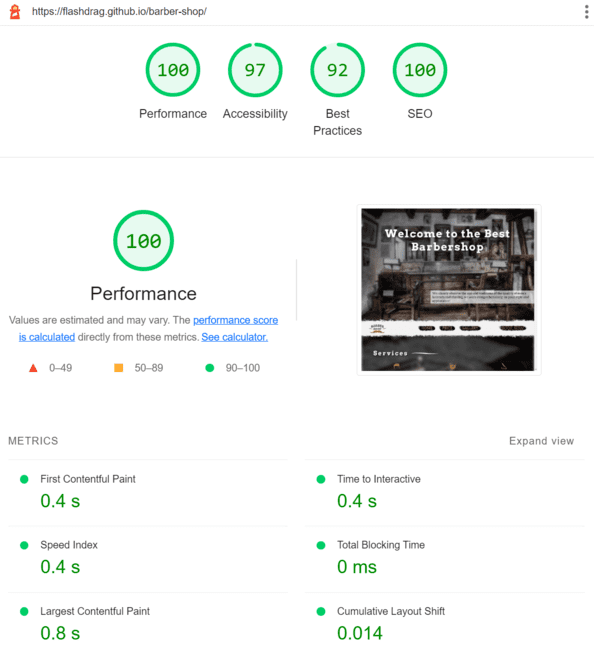 https://flashdrag.github.io/barber-shop/
100
97
92
100
Performance
Accessibility
Best
Practices
SEO
100
Performance
Values are estimated and may vary. The performance score
is calculated directly from these metrics. See calculator.
0–49
50–89
90–100
Welcome to the Best
Barbershop
Services
METRICS
Expand view
First Contentful Paint
0.4 s
Time to Interactive
0.4 s
Speed Index
0.4 s
Total Blocking Time
0 ms
Largest Contentful Paint
0.8 s
Cumulative Layout Shift
0.014